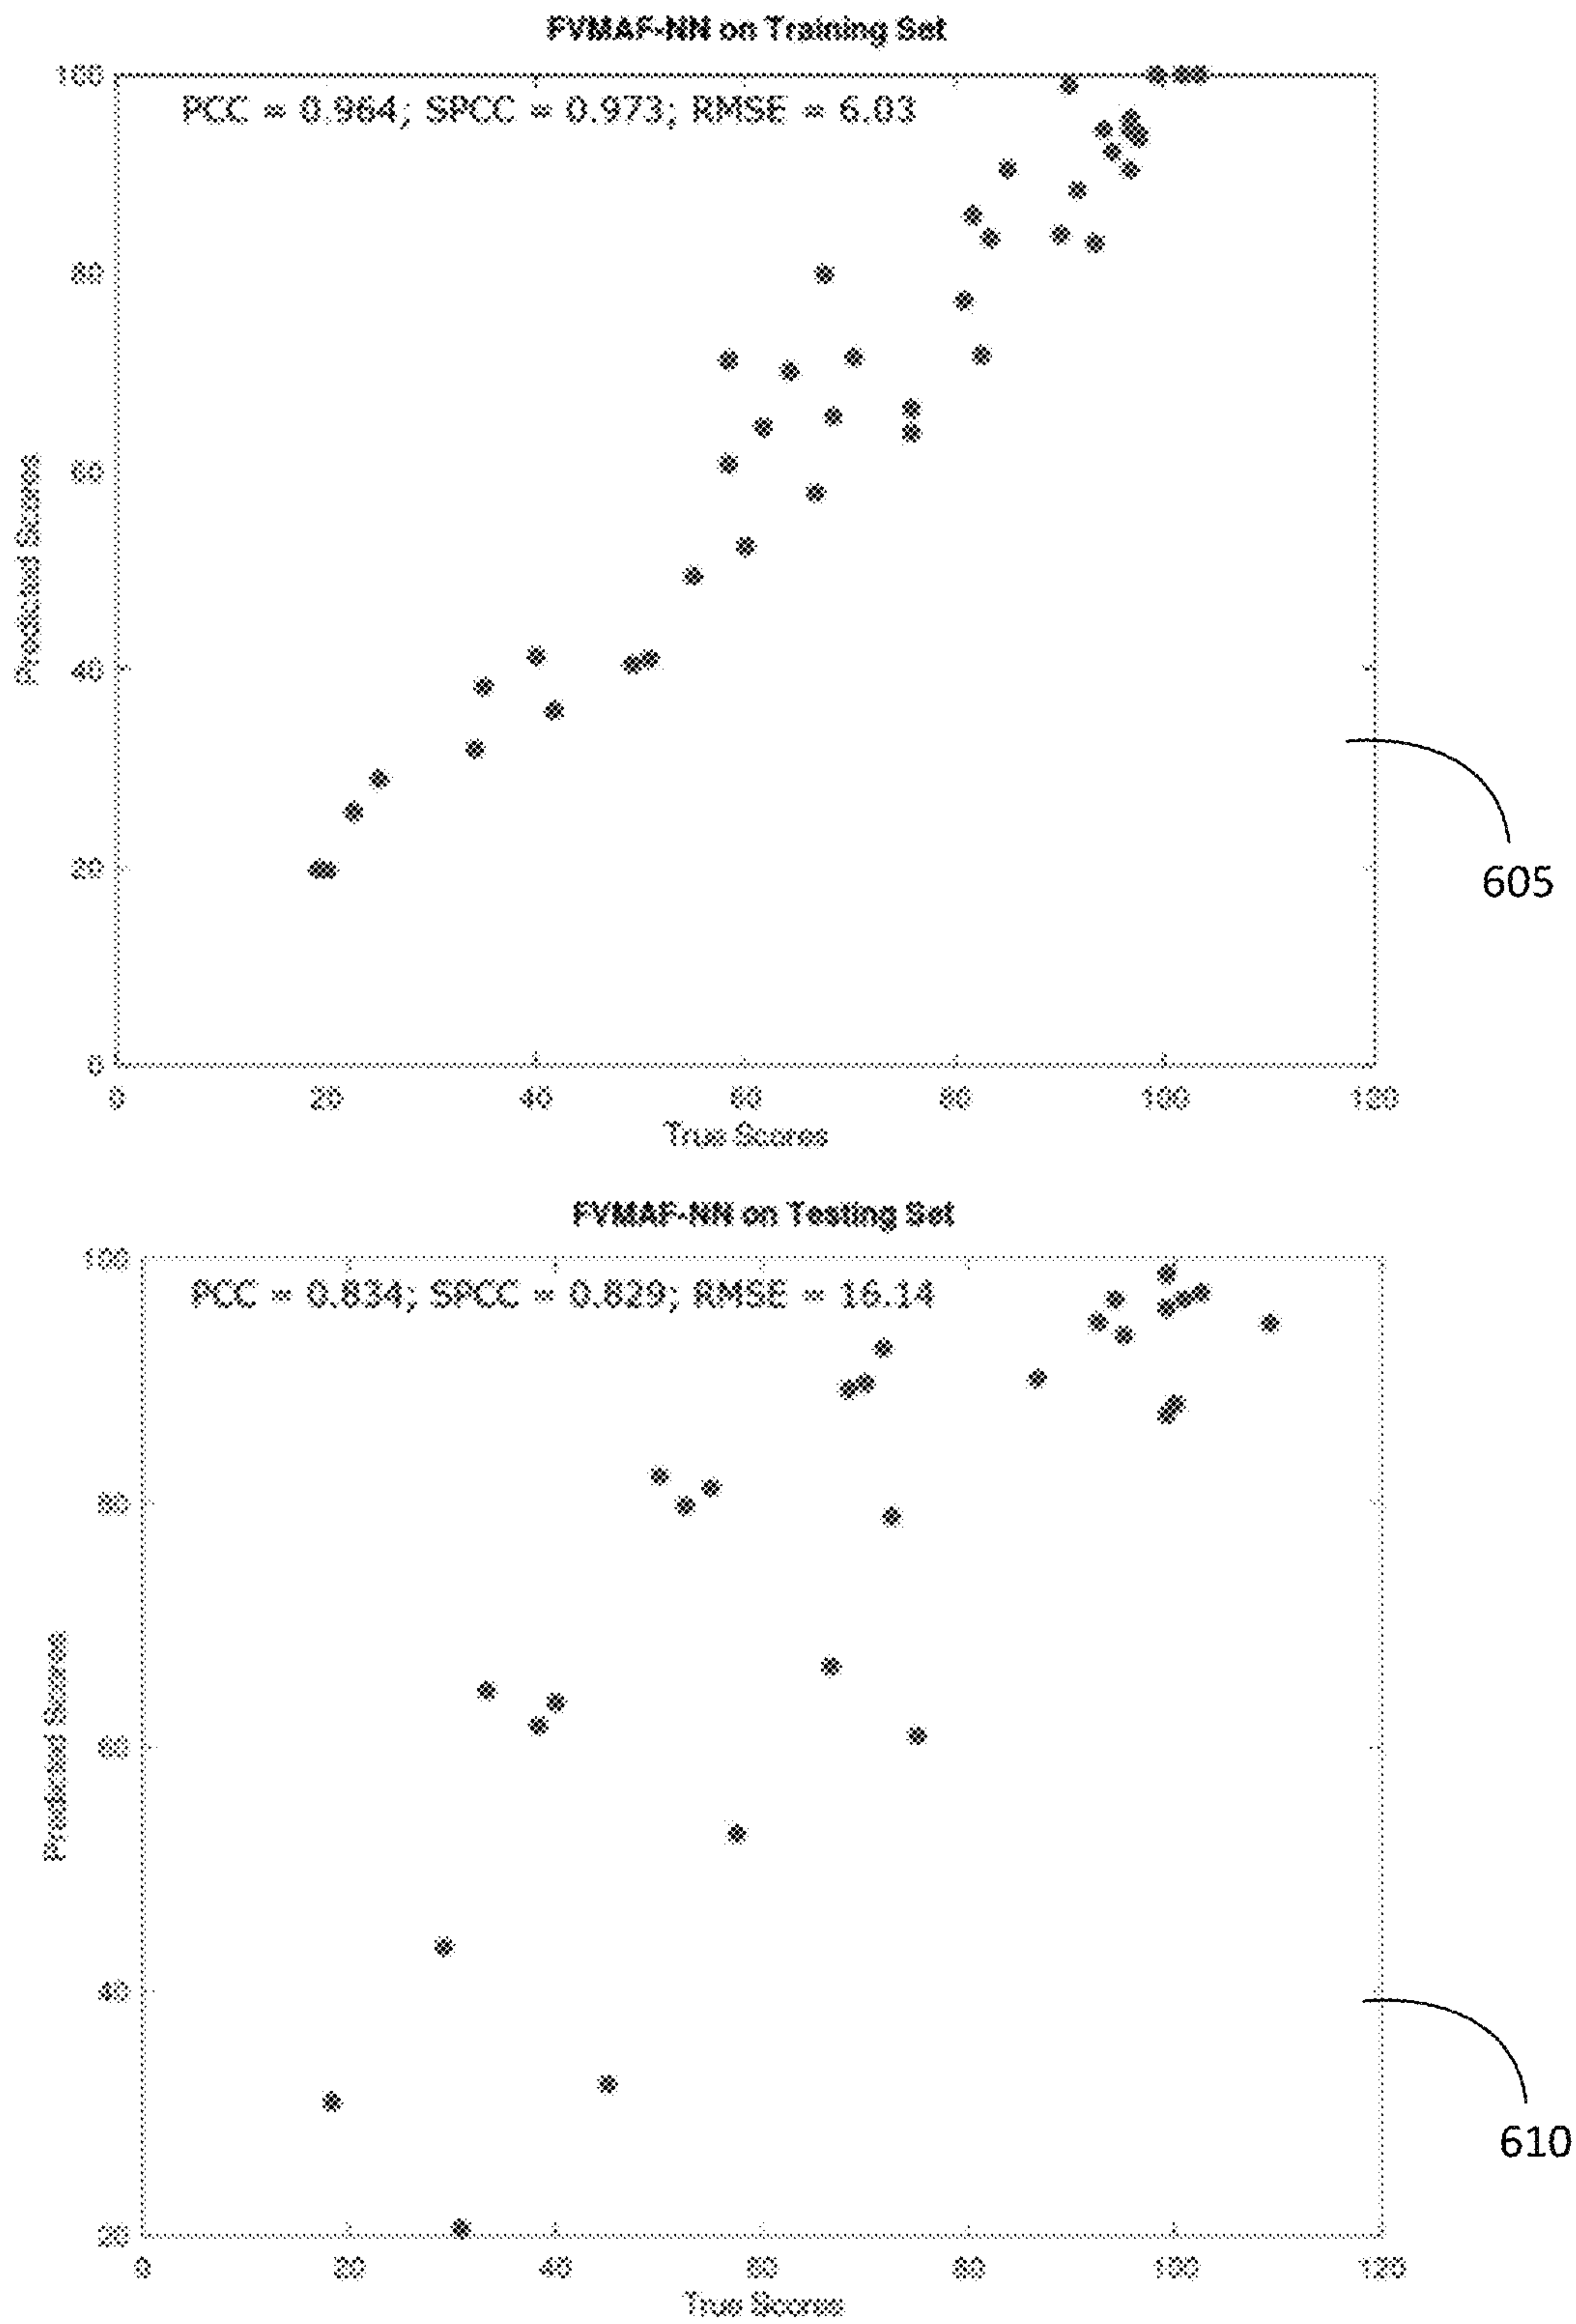 FVMAF-NN on Training Set
100
PCC = 0.964; SPCC = 0.973; RMSE = 6.03
80
60
Predicted Scores
40
20
0
0 20 40 60 80 100 120
True Scores
605
FVMAF-NN on Testing Set
100
PCC = 0.834; SPCC = 0.829; RMSE = 16.14
80
60
Predicted Scores
40
20
0 20 40 60 80 100 120
True Scores
610